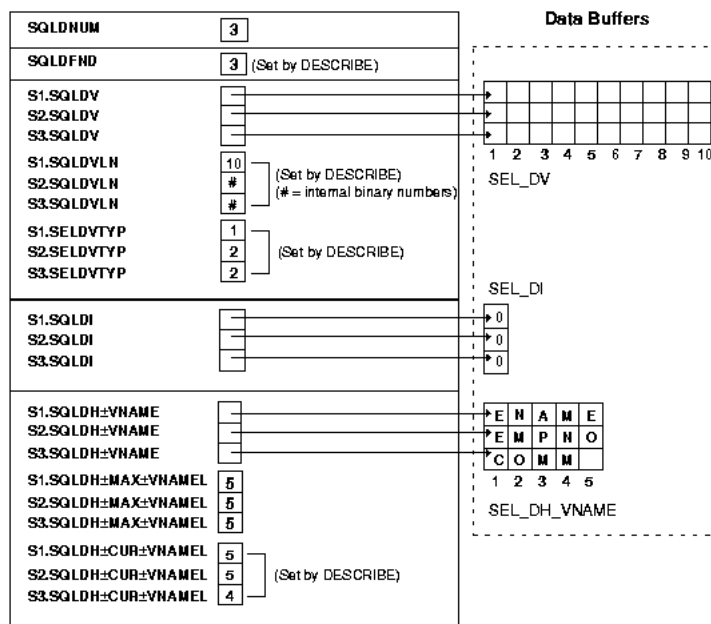 Data Buffers
SQLDNUM 3
SQLDFND 3 (Set by DESCRIBE)
S1.SQLDV
S2.SQLDV
S3.SQLDV
1 2 3 4 5 6 7 8 9 10
SEL_DV
S1.SQLDVLN 10
S2.SQLDVLN #
S3.SQLDVLN #
(Set by DESCRIBE)
(# = internal binary numbers)
S1.SELDVTYP 1
S2.SELDVTYP 2
S3.SELDVTYP 2
(Set by DESCRIBE)
SEL_DI
S1.SQLDI 0
S2.SQLDI 0
S3.SQLDI 0
S1.SQLDH±VNAME E N A M E
S2.SQLDH±VNAME E M P N O
S3.SQLDH±VNAME C O M M
1 2 3 4 5
SEL_DH_VNAME
S1.SQLDH±MAX±VNAMEL 5
S2.SQLDH±MAX±VNAMEL 5
S3.SQLDH±MAX±VNAMEL 5
S1.SQLDH±CUR±VNAMEL 5
S2.SQLDH±CUR±VNAMEL 5
S3.SQLDH±CUR±VNAMEL 4
(Set by DESCRIBE)